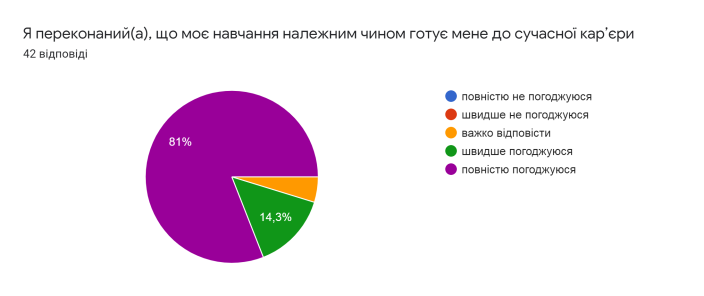 Я переконаний(а), що моє навчання належним чином готує мене до сучасної кар’єри
42 відповіді
повністю не погоджуюся
швидше не погоджуюся
важко відповісти
швидше погоджуюся
повністю погоджуюся
81%
14,3%